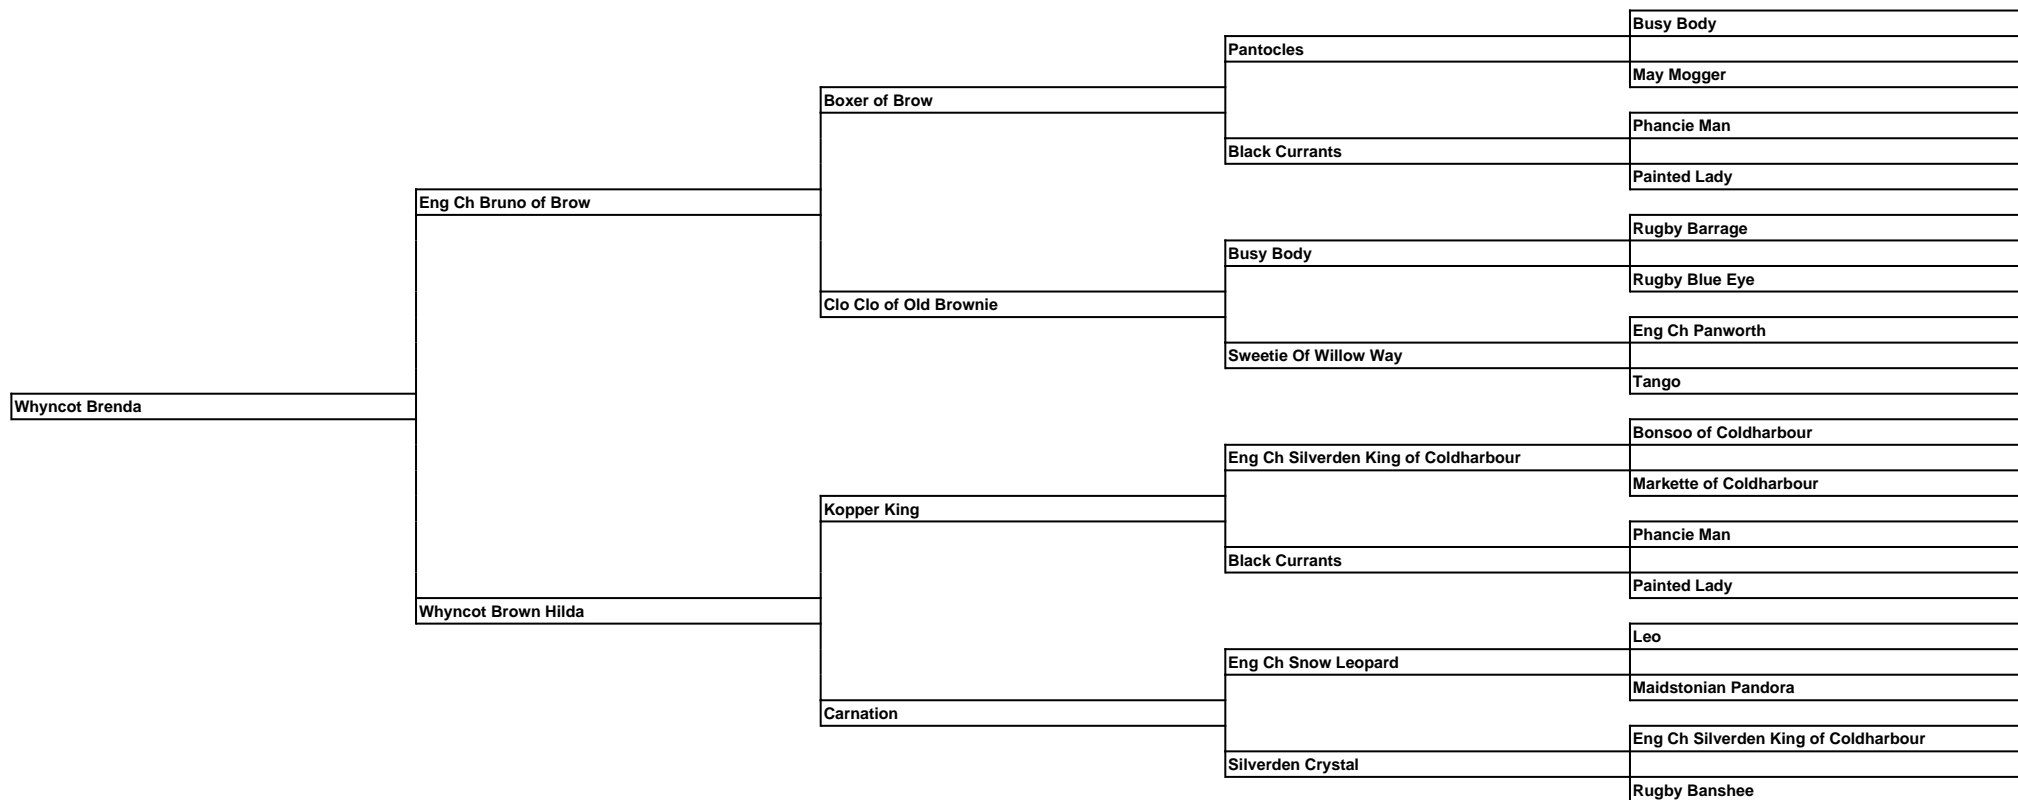 Busy Body
Pantocles
May Mogger
Boxer of Brow
Phancie Man
Black Currants
Painted Lady
Eng Ch Bruno of Brow
Rugby Barrage
Busy Body
Rugby Blue Eye
Clo Clo of Old Brownie
Eng Ch Panworth
Sweetie Of Willow Way
Tango
Whyncot Brenda
Bonsoo of Coldharbour
Eng Ch Silverden King of Coldharbour
Markette of Coldharbour
Kopper King
Phancie Man
Black Currants
Painted Lady
Whyncot Brown Hilda
Leo
Eng Ch Snow Leopard
Maidstonian Pandora
Carnation
Eng Ch Silverden King of Coldharbour
Silverden Crystal
Rugby Banshee